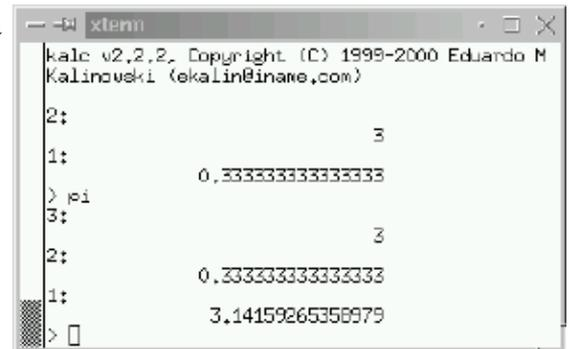 xterm
kalc v2.2.2, Copyright (C) 1999-2000 Eduardo M
Kalinowski (ekalin@iname.com)
2:
3
1:
0.333333333333333
> pi
3:
3
2:
0.333333333333333
1:
3.14159265358979
>